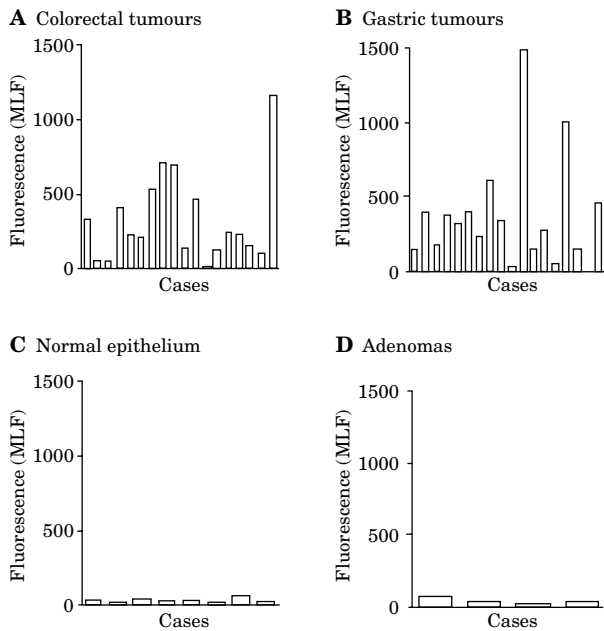 A Colorectal tumours
1500
1000
500
0
Fluorescence (MLF)
Cases
B Gastric tumours
1500
1000
500
0
Fluorescence (MLF)
Cases
C Normal epithelium
1500
1000
500
0
Fluorescence (MLF)
Cases
D Adenomas
1500
1000
500
0
Fluorescence (MLF)
Cases